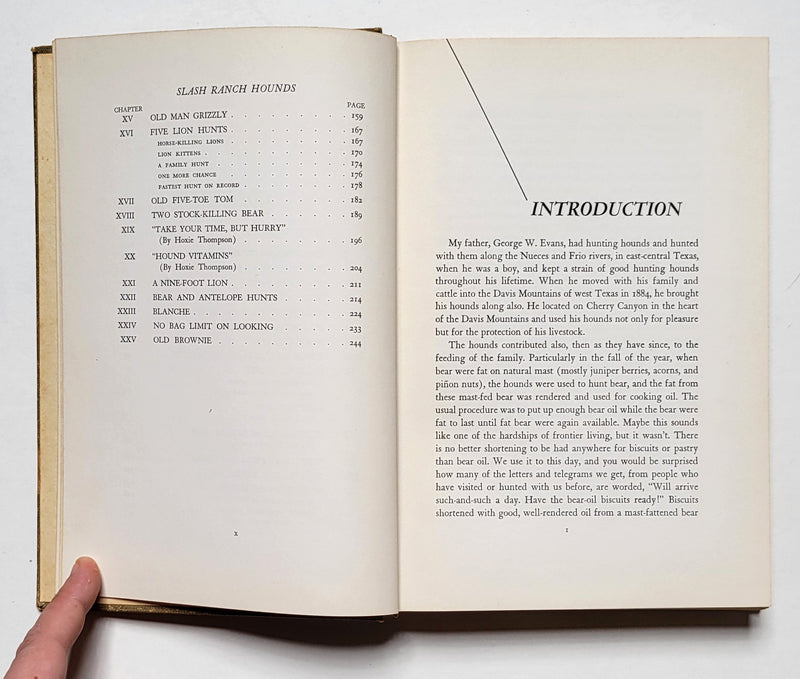 SLASH RANCH HOUNDS
CHAPTER PAGE
XV OLD MAN GRIZZLY . . . . . . . . . 159
XVI FIVE LION HUNTS . . . . . . . . . 167
HORSE-KILLING LIONS . . . . . . . . 167
LION KITTENS . . . . . . . . . . 170
A FAMILY HUNT . . . . . . . . . 174
ONE MORE CHANCE . . . . . . . . 176
FASTEST HUNT ON RECORD . . . . . . . 178
XVII OLD FIVE-TOE TOM . . . . . . . . 182
XVIII TWO STOCK-KILLING BEAR . . . . . . 189
XIX "TAKE YOUR TIME, BUT HURRY"
(By Hoxie Thompson) . . . . . . . . 196
XX "HOUND VITAMINS"
(By Hoxie Thompson) . . . . . . . . 204
XXI A NINE-FOOT LION . . . . . . . . 211
XXII BEAR AND ANTELOPE HUNTS . . . . . 214
XXIII BLANCHE . . . . . . . . . . . 224
XXIV NO BAG LIMIT ON LOOKING . . . . . 233
XXV OLD BROWNIE . . . . . . . . . 244
x
INTRODUCTION
My father, George W. Evans, had hunting hounds and hunted
with them along the Nueces and Frio rivers, in east-central Texas,
when he was a boy, and kept a strain of good hunting hounds
throughout his lifetime. When he moved with his family and
cattle into the Davis Mountains of west Texas in 1884, he brought
his hounds along also. He located on Cherry Canyon in the heart
of the Davis Mountains and used his hounds not only for pleasure
but for the protection of his livestock.
The hounds contributed also, then as they have since, to the
feeding of the family. Particularly in the fall of the year, when
bear were fat on natural mast (mostly juniper berries, acorns, and
piñon nuts), the hounds were used to hunt bear, and the fat from
these mast-fed bear was rendered and used for cooking oil. The
usual procedure was to put up enough bear oil while the bear were
fat to last until fat bear were again available. Maybe this sounds
like one of the hardships of frontier living, but it wasn't. There
is no better shortening to be had anywhere for biscuits or pastry
than bear oil. We use it to this day, and you would be surprised
how many of the letters and telegrams we get, from people who
have visited or hunted with us before, are worded, "Will arrive
such-and-such a day. Have the bear-oil biscuits ready!" Biscuits
shortened with good, well-rendered oil from a mast-fattened bear
1